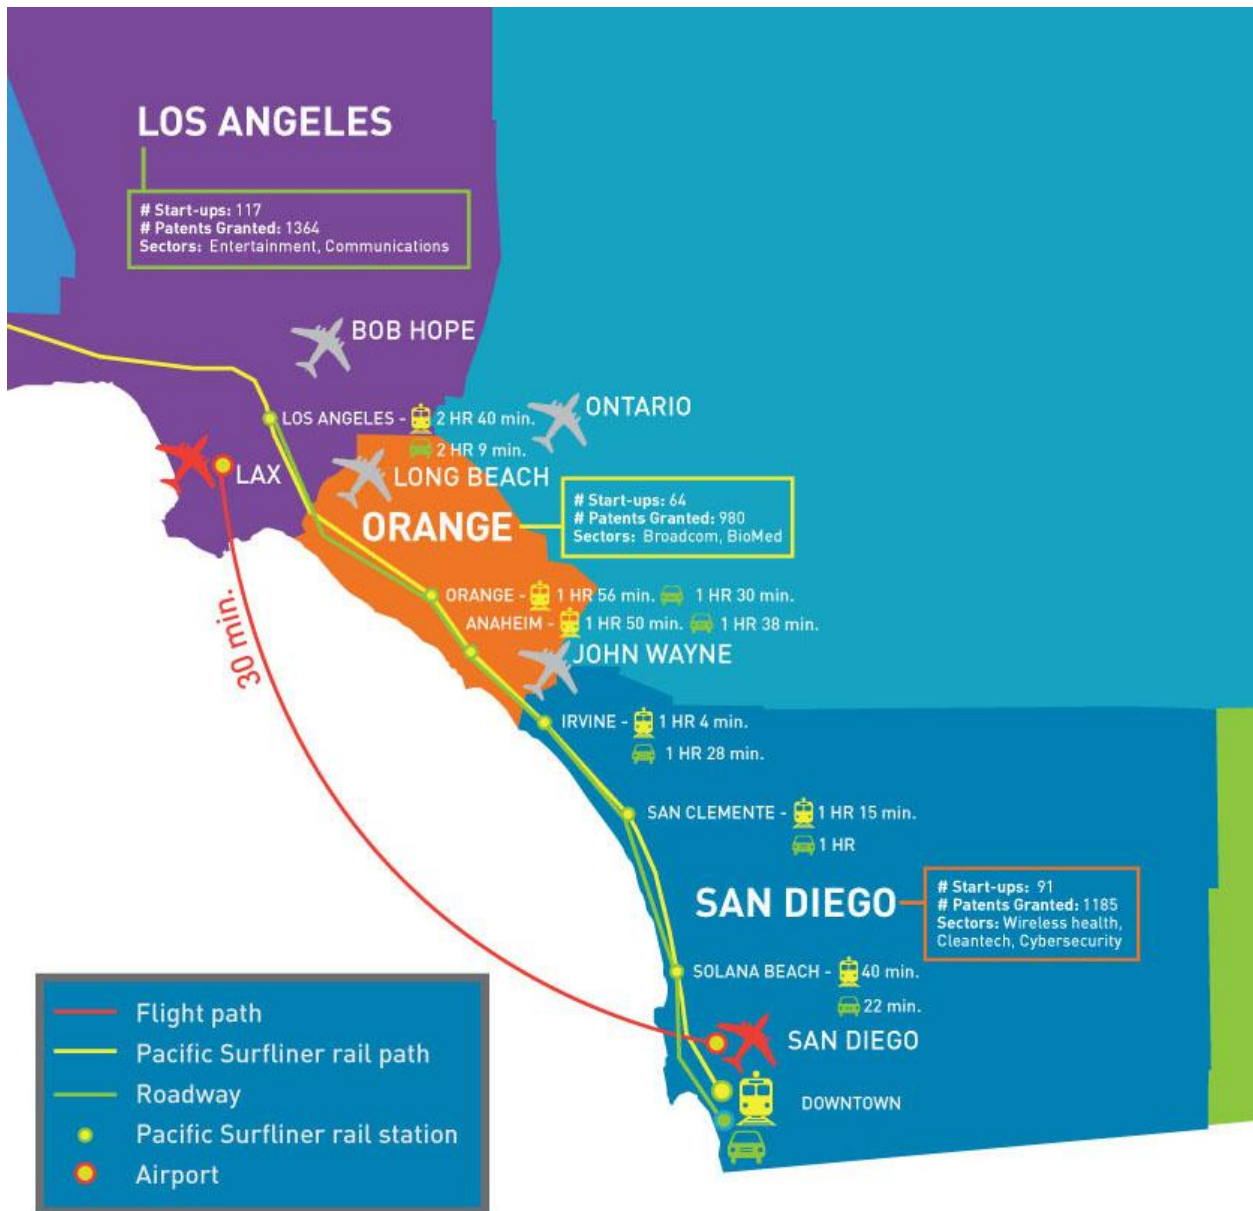 LOS ANGELES
# Start-ups: 117
# Patents Granted: 1364
Sectors: Entertainment, Communications
BOB HOPE
LOS ANGELES - 2 HR 40 min.
2 HR 9 min.
ONTARIO
LAX
LONG BEACH
ORANGE
# Start-ups: 64
# Patents Granted: 980
Sectors: Broadcom, BioMed
ORANGE - 1 HR 56 min. 1 HR 30 min.
ANAHEIM - 1 HR 50 min. 1 HR 38 min.
30 min.
JOHN WAYNE
IRVINE - 1 HR 4 min.
1 HR 28 min.
SAN CLEMENTE - 1 HR 15 min.
1 HR
SAN DIEGO
# Start-ups: 91
# Patents Granted: 1185
Sectors: Wireless health,
Cleantech, Cybersecurity
SOLANA BEACH - 40 min.
22 min.
SAN DIEGO
DOWNTOWN
Flight path
Pacific Surfliner rail path
Roadway
Pacific Surfliner rail station
Airport